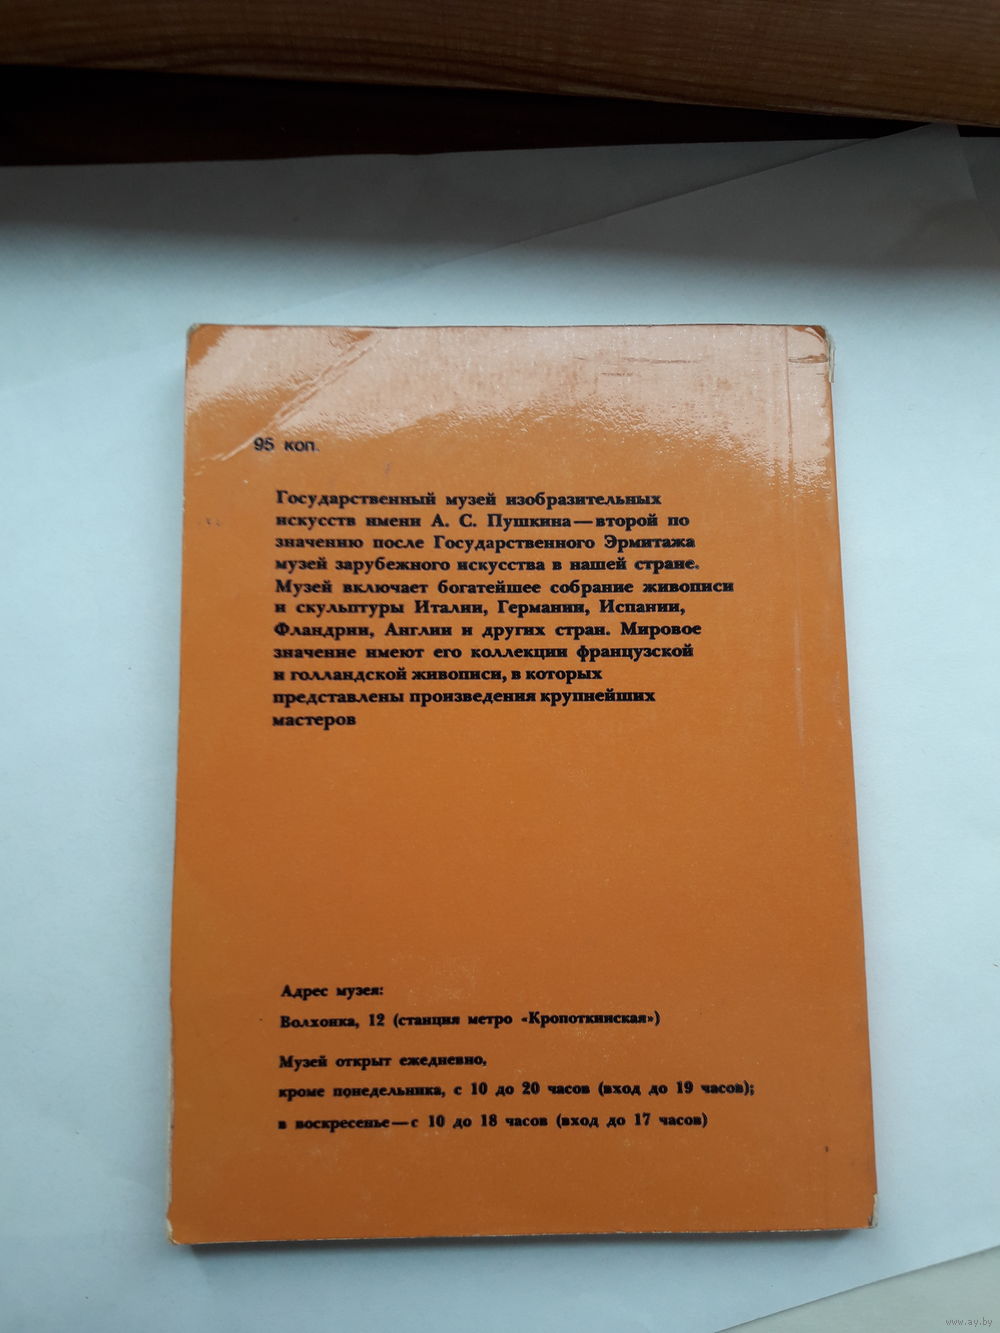 95 коп.
Государственный музей изобразительных
искусств имени А. С. Пушкина — второй по
значению после Государственного Эрмитажа
музей зарубежного искусства в нашей стране.
Музей включает богатейшее собрание живописи
и скульптуры Италии, Германии, Испании,
Фландрии, Англии и других стран. Мировое
значение имеют его коллекции французской
и голландской живописи, в которых
представлены произведения крупнейших
мастеров
Адрес музея:
Волхонка, 12 (станция метро «Кропоткинская»)
Музей открыт ежедневно,
кроме понедельника, с 10 до 20 часов (вход до 19 часов);
в воскресенье — с 10 до 18 часов (вход до 17 часов)
www.ay.by